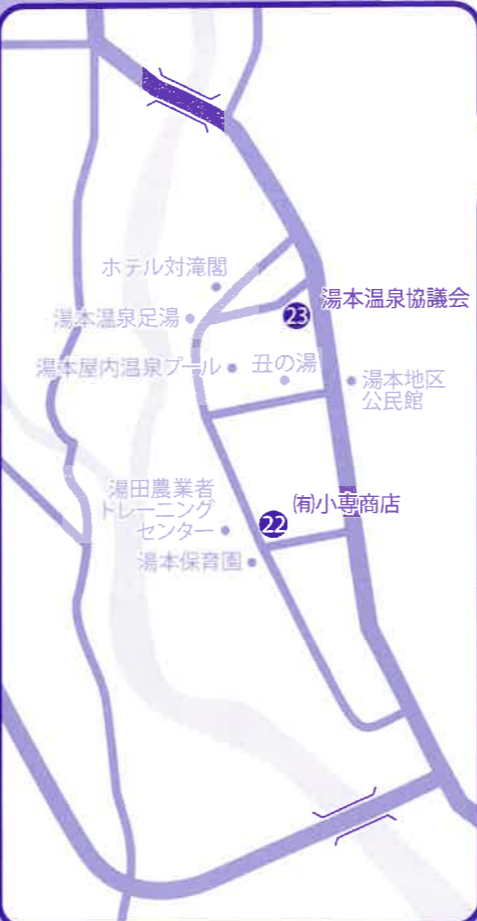 ホテル対滝閣
湯本温泉協議会
23
湯本温泉足湯
湯本屋内温泉プール
丑の湯
湯本地区
公民館
湯田農業者
トレーニング
センター
㈲小専商店
22
湯本保育園